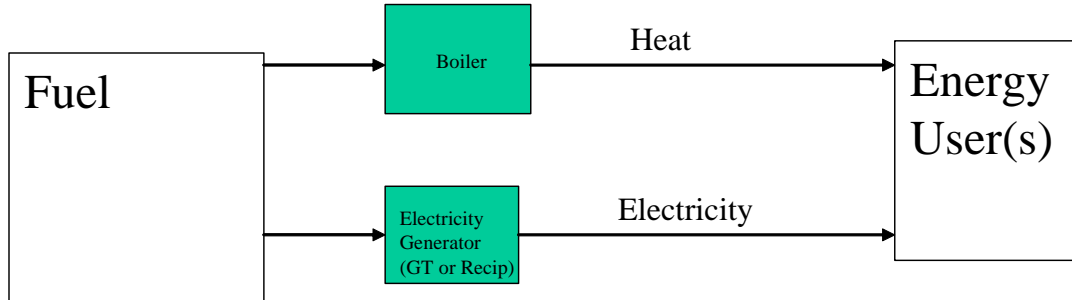 Fuel
Boiler
Heat
Energy
User(s)
Electricity
Generator
(GT or Recip)
Electricity